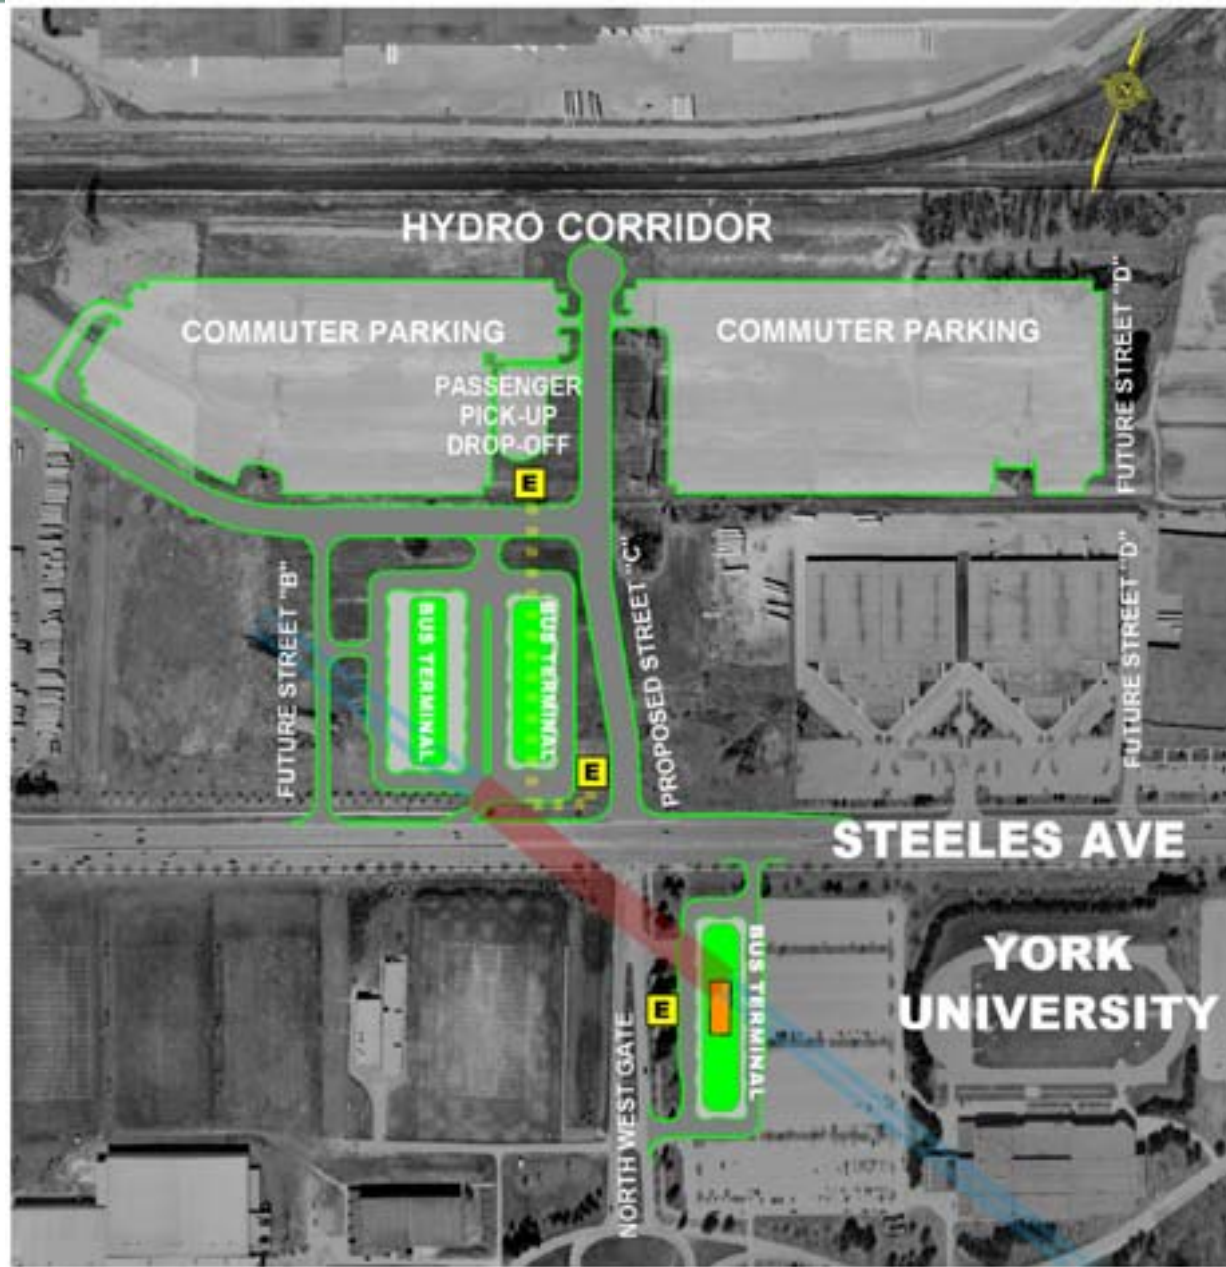 HYDRO CORRIDOR
COMMUTER PARKING
COMMUTER PARKING
PASSENGER
PICK-UP
DROP-OFF
E
FUTURE STREET "D"
FUTURE STREET "B"
BUS TERMINAL
BUS TERMINAL
PROPOSED STREET "C"
FUTURE STREET "D"
E
STEELES AVE
YORK
UNIVERSITY
BUS TERMINAL
E
NORTH WEST GATE